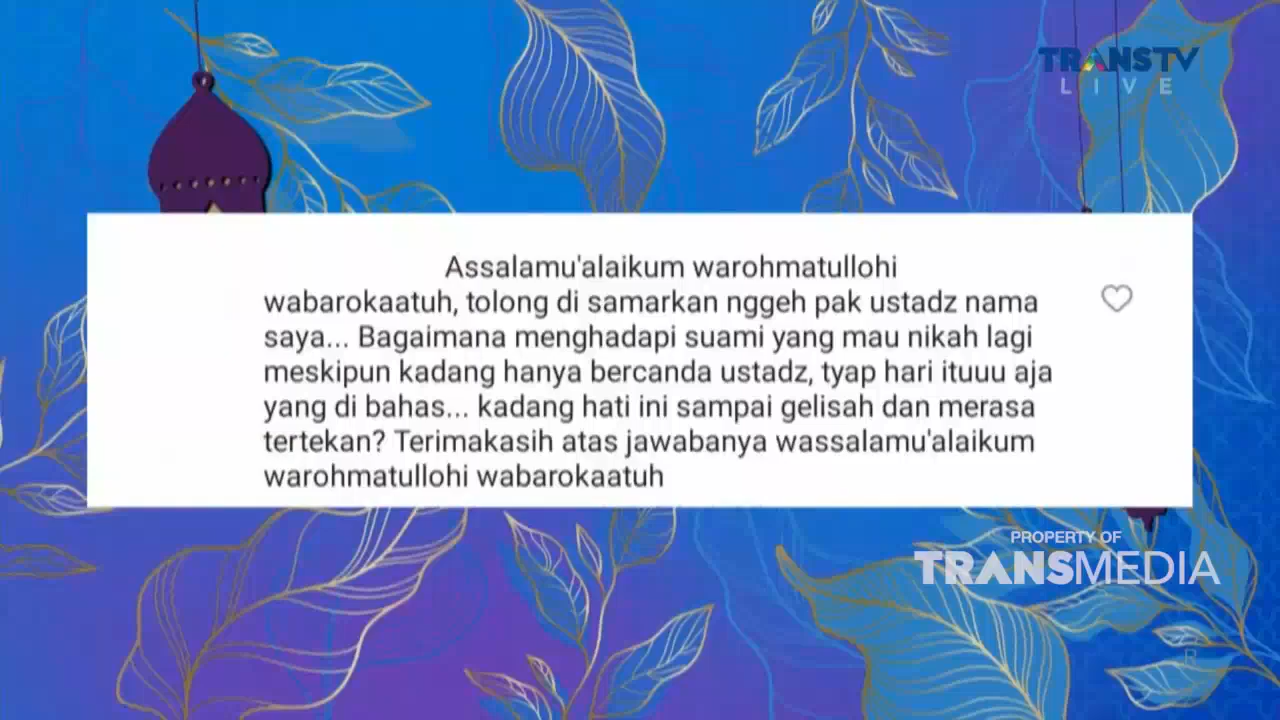 TRANSTV
LIVE
Assalamu'alaikum warohmatullohi
wabarokaatuh, tolong di samarkan nggeh pak ustadz nama
saya... Bagaimana menghadapi suami yang mau nikah lagi
meskipun kadang hanya bercanda ustadz, tyap hari ituuu aja
yang di bahas... kadang hati ini sampai gelisah dan merasa
tertekan? Terimakasih atas jawabanya wassalamu'alaikum
warohmatullohi wabarokaatuh
PROPERTY OF
TRANSMEDIA
R